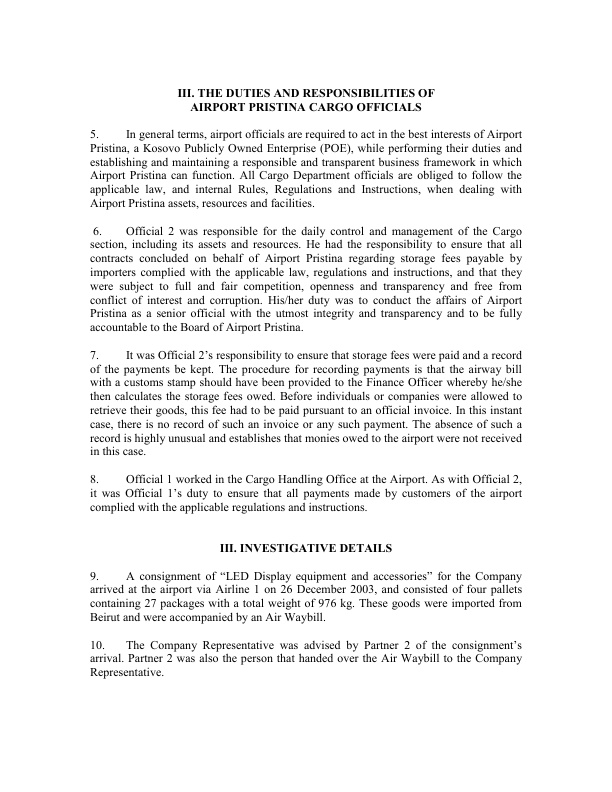 III. THE DUTIES AND RESPONSIBILITIES OF
AIRPORT PRISTINA CARGO OFFICIALS
5. In general terms, airport officials are required to act in the best interests of Airport
Pristina, a Kosovo Publicly Owned Enterprise (POE), while performing their duties and
establishing and maintaining a responsible and transparent business framework in which
Airport Pristina can function. All Cargo Department officials are obliged to follow the
applicable law, and internal Rules, Regulations and Instructions, when dealing with
Airport Pristina assets, resources and facilities.
6. Official 2 was responsible for the daily control and management of the Cargo
section, including its assets and resources. He had the responsibility to ensure that all
contracts concluded on behalf of Airport Pristina regarding storage fees payable by
importers complied with the applicable law, regulations and instructions, and that they
were subject to full and fair competition, openness and transparency and free from
conflict of interest and corruption. His/her duty was to conduct the affairs of Airport
Pristina as a senior official with the utmost integrity and transparency and to be fully
accountable to the Board of Airport Pristina.
7. It was Official 2's responsibility to ensure that storage fees were paid and a record
of the payments be kept. The procedure for recording payments is that the airway bill
with a customs stamp should have been provided to the Finance Officer whereby he/she
then calculates the storage fees owed. Before individuals or companies were allowed to
retrieve their goods, this fee had to be paid pursuant to an official invoice. In this instant
case, there is no record of such an invoice or any such payment. The absence of such a
record is highly unusual and establishes that monies owed to the airport were not received
in this case.
8. Official 1 worked in the Cargo Handling Office at the Airport. As with Official 2,
it was Official 1's duty to ensure that all payments made by customers of the airport
complied with the applicable regulations and instructions.
III. INVESTIGATIVE DETAILS
9. A consignment of “LED Display equipment and accessories” for the Company
arrived at the airport via Airline 1 on 26 December 2003, and consisted of four pallets
containing 27 packages with a total weight of 976 kg. These goods were imported from
Beirut and were accompanied by an Air Waybill.
10. The Company Representative was advised by Partner 2 of the consignment's
arrival. Partner 2 was also the person that handed over the Air Waybill to the Company
Representative.